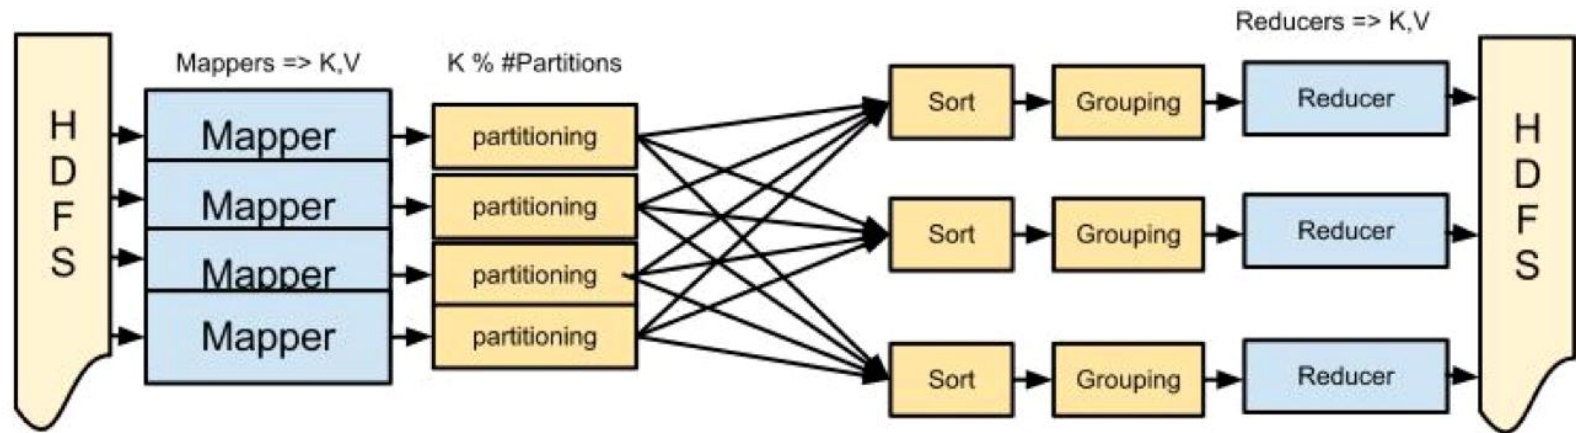 Reducers => K,V
Mappers => K,V
K % #Partitions
H
D
F
S
Mapper
Mapper
Mapper
Mapper
partitioning
partitioning
partitioning
partitioning
Sort
Grouping
Reducer
Sort
Grouping
Reducer
Sort
Grouping
Reducer
H
D
F
S